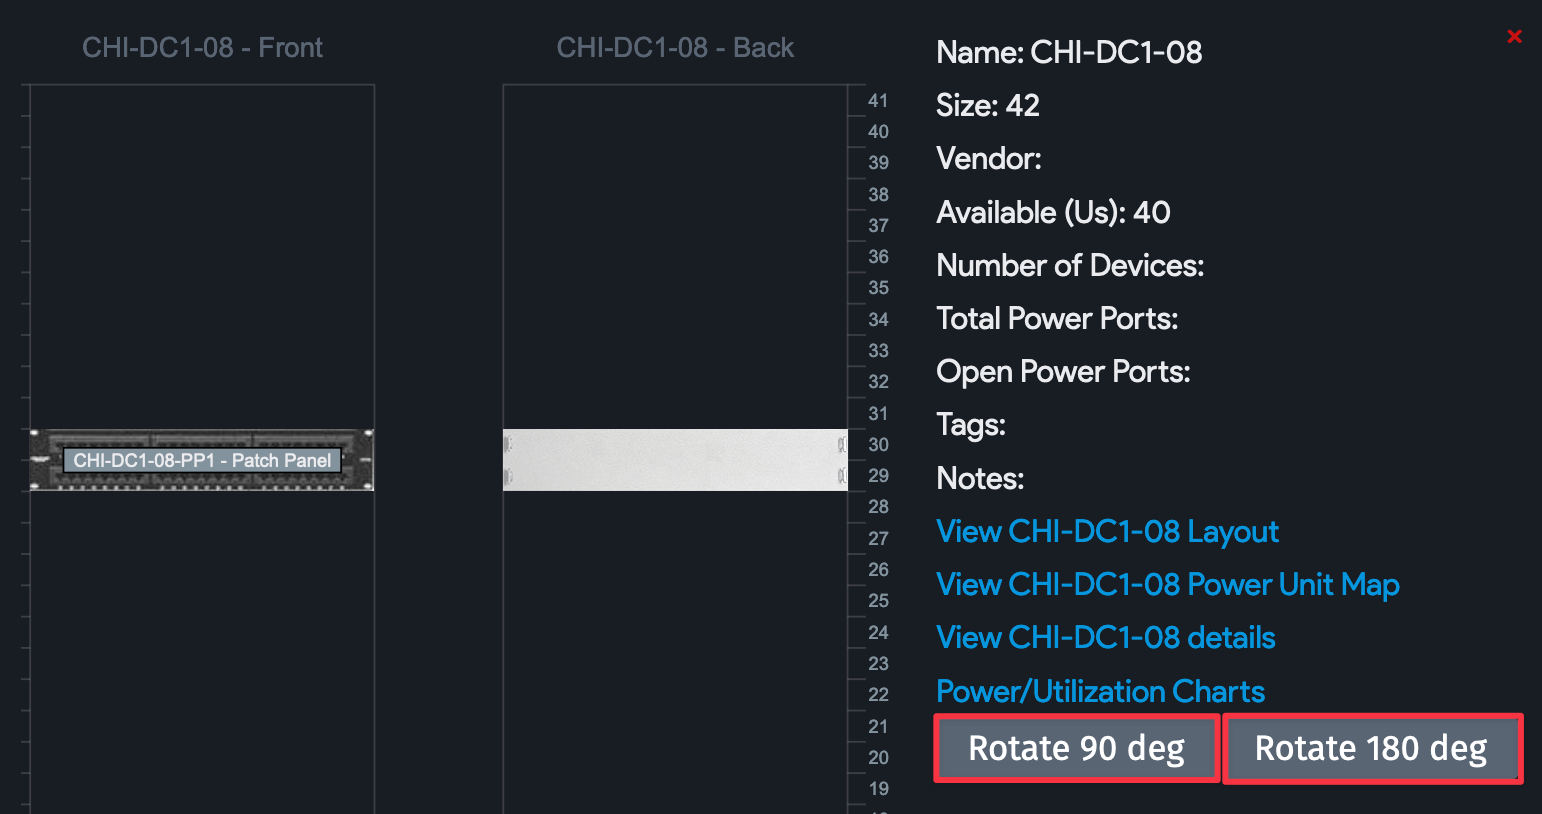 CHI-DC1-08 - Front
CHI-DC1-08-PP1 - Patch Panel
CHI-DC1-08 - Back
41
40
39
38
37
36
35
34
33
32
31
30
29
28
27
26
25
24
23
22
21
20
19
Name: CHI-DC1-08
Size: 42
Vendor:
Available (Us): 40
Number of Devices:
Total Power Ports:
Open Power Ports:
Tags:
Notes:
View CHI-DC1-08 Layout
View CHI-DC1-08 Power Unit Map
View CHI-DC1-08 details
Power/Utilization Charts
Rotate 90 deg
Rotate 180 deg